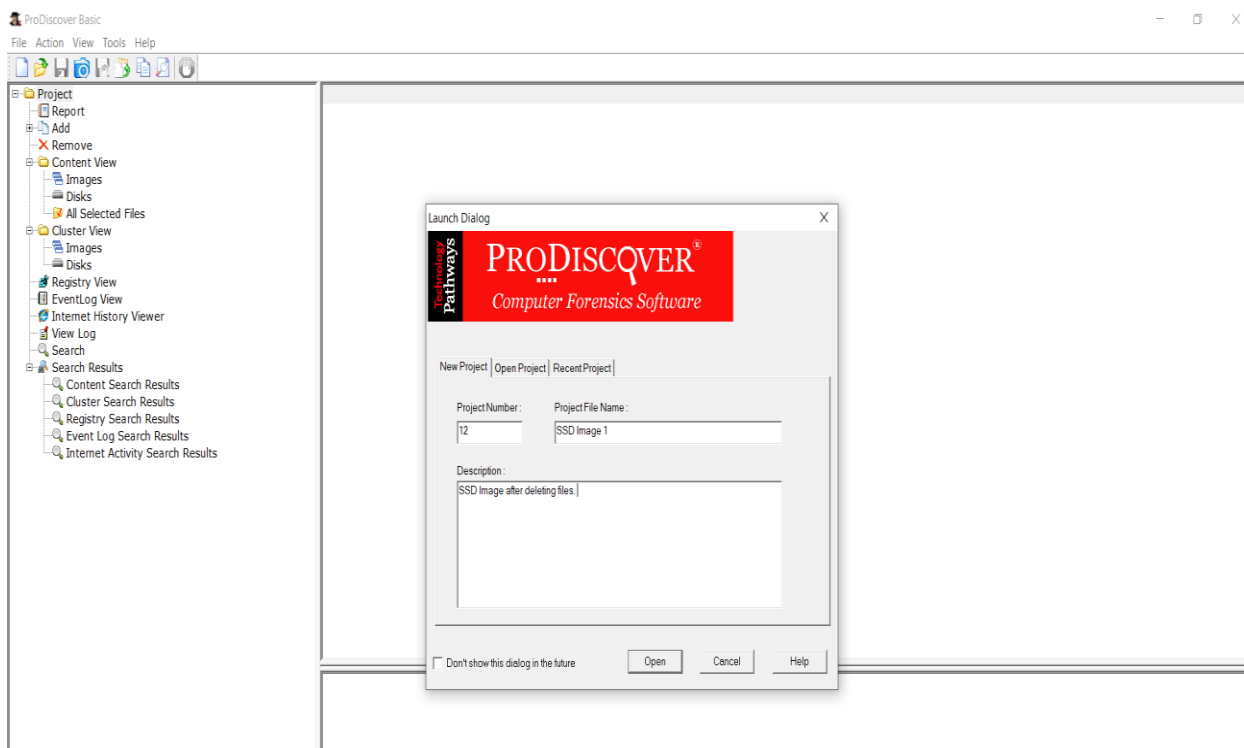 ProDiscover Basic
File Action View Tools Help
Project
Report
Add
Remove
Content View
Images
Disks
All Selected Files
Cluster View
Images
Disks
Registry View
EventLog View
Internet History Viewer
View Log
Search
Search Results
Content Search Results
Cluster Search Results
Registry Search Results
Event Log Search Results
Internet Activity Search Results
Launch Dialog
Technology
Pathways
PRODISCOVER®
Computer Forensics Software
New Project Open Project Recent Project
Project Number : Project File Name :
12 SSD Image 1
Description :
SSD Image after deleting files.
Don't show this dialog in the future
Open Cancel Help